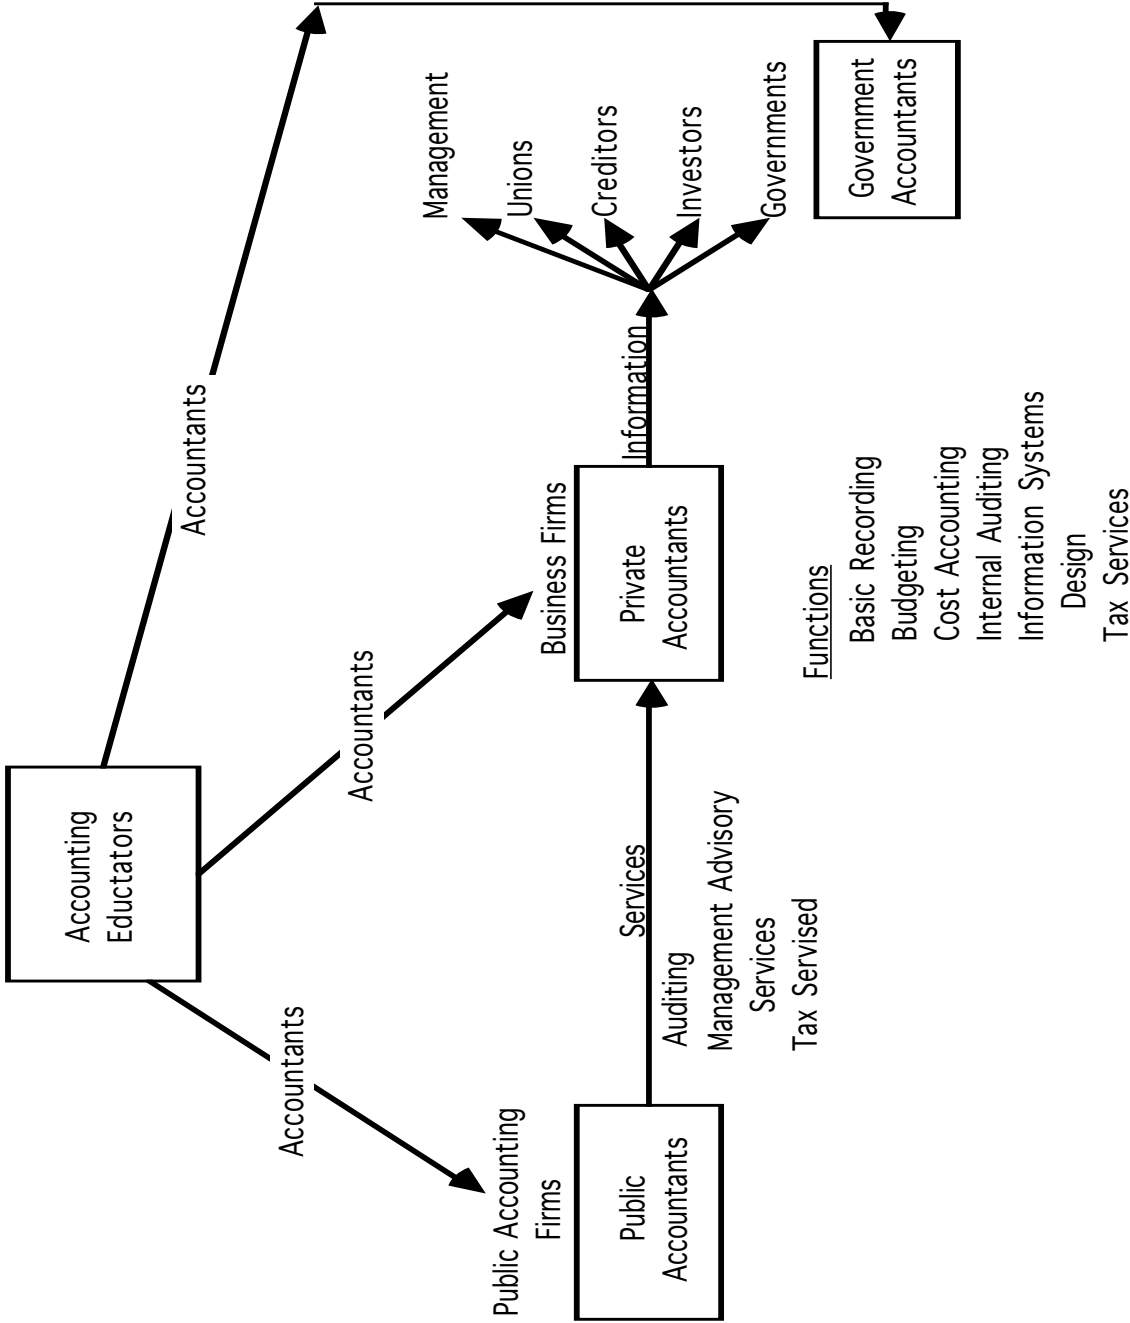 Accounting
Eductators
Accountants
Accountants
Accountants
Public Accounting
Firms
Public
Accountants
Services
Auditing
Management Advisory
Services
Tax Servised
Business Firms
Private
Accountants
Information
Management
Unions
Creditors
Investors
Governments
Government
Accountants
Functions
Basic Recording
Budgeting
Cost Accounting
Internal Auditing
Information Systems
Design
Tax Services